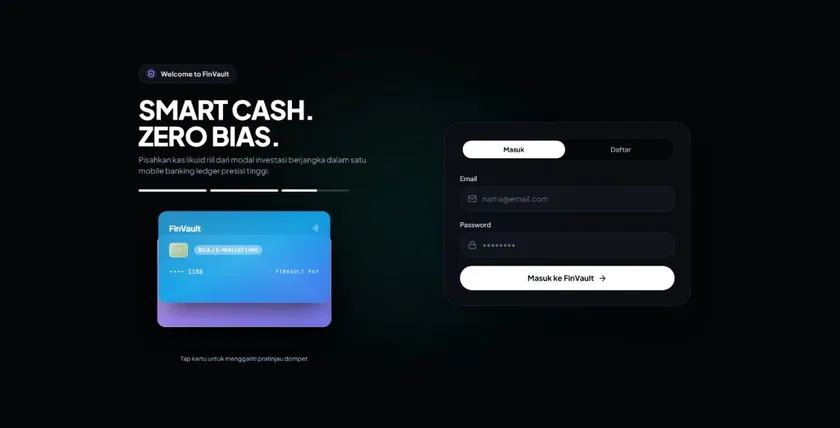 Welcome to FinVault
SMART CASH.
ZERO BIAS.
Pisahkan kas likuid riil dari modal investasi berjangka dalam satu
mobile banking ledger presisi tinggi.
FinVault
BCA / E-WALLET LINK
•••• 1108
FINVAULT PAY
Tap kartu untuk mengganti pratinjau dompet
Masuk
Daftar
Email
nama@email.com
Password
••••••••
Masuk ke FinVault →